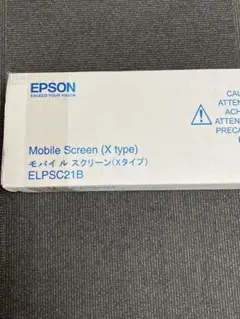 EPSON
EXCEED YOUR VISION
Mobile Screen (X type)
モバイル スクリーン(Xタイプ)
ELPSC21B
CAU
ATTEN
ACH
ATTEN
PRECA